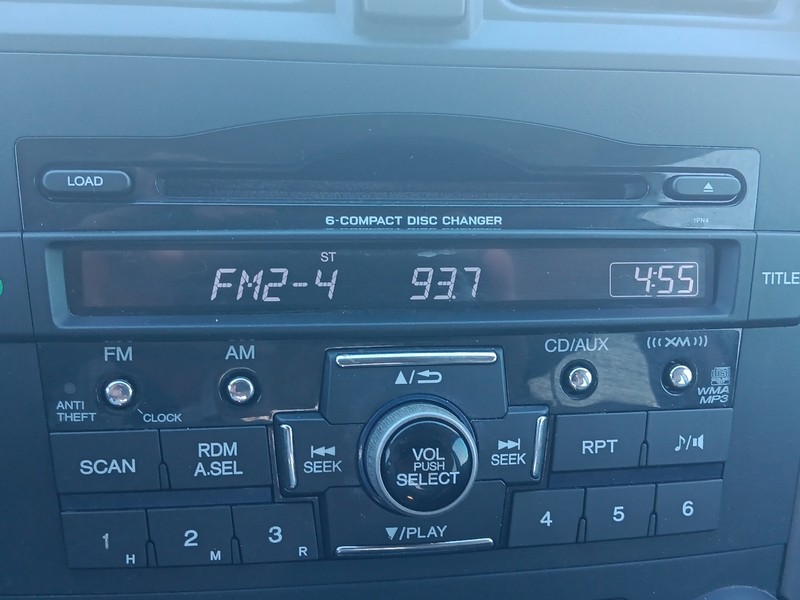 LOAD
6-COMPACT DISC CHANGER
1PN4
ST
FM2-4 93.7 4:55
TITLE
FM AM CD/AUX (((XM)))
ANTI THEFT
CLOCK
WMA
MP3
▲/⮌
SCAN
RDM
A.SEL
SEEK
VOL
PUSH
SELECT
SEEK
RPT
▼/PLAY
1 H
2 M
3 R
4
5
6